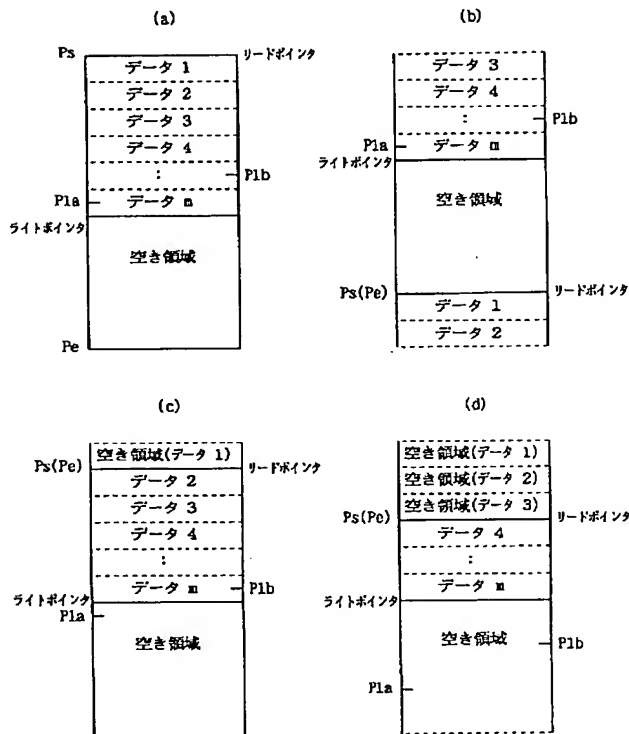 (a)
Ps
リードポインタ
データ 1
データ 2
データ 3
データ 4
:
P1b
P1a
データ m
ライトポインタ
空き領域
Pe
(b)
データ 3
データ 4
:
P1b
P1a
データ m
ライトポインタ
空き領域
Ps(Pe)
リードポインタ
データ 1
データ 2
(c)
空き領域(データ 1)
Ps(Pe)
リードポインタ
データ 2
データ 3
データ 4
:
データ m
P1b
ライトポインタ
P1a
空き領域
(d)
空き領域(データ 1)
空き領域(データ 2)
空き領域(データ 3)
Ps(Pe)
リードポインタ
データ 4
:
データ m
ライトポインタ
空き領域
P1b
P1a